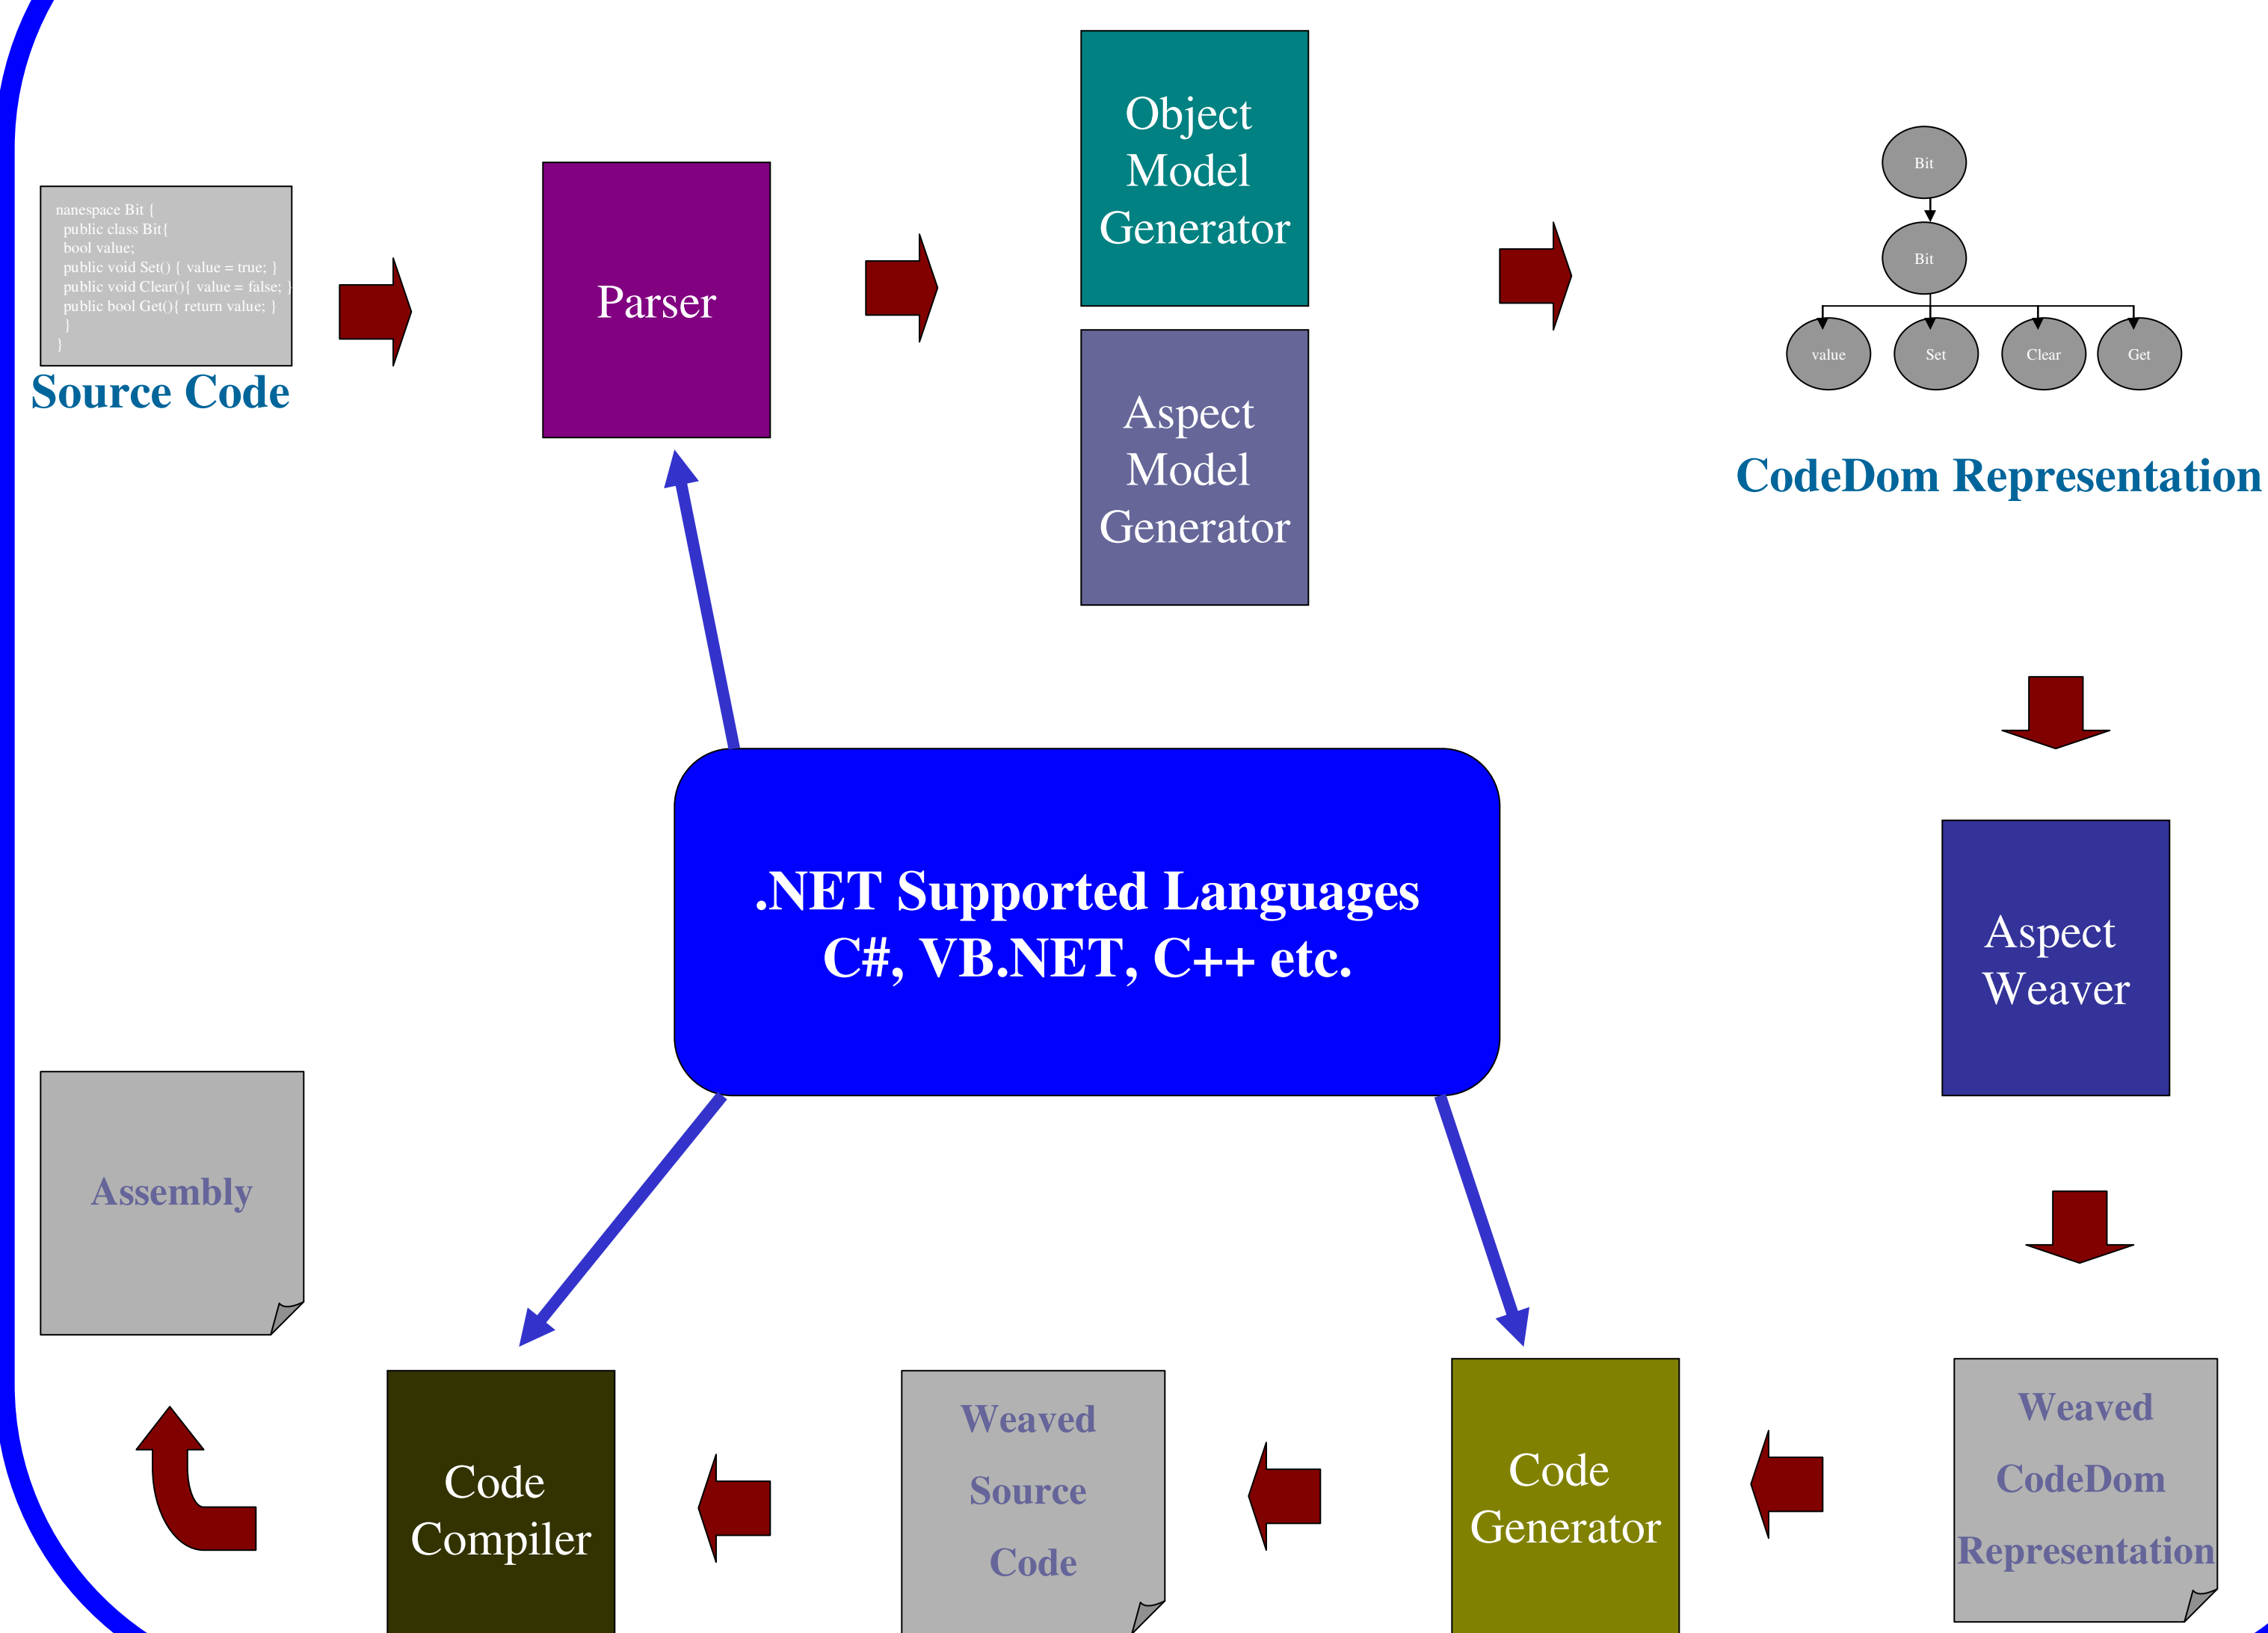 nanespace Bit {
public class Bit{
bool value;
public void Set() { value = true; }
public void Clear(){ value = false; }
public bool Get(){ return value; }
}
}
Source Code
Parser
Object
Model
Generator
Aspect
Model
Generator
Bit
Bit
value
Set
Clear
Get
CodeDom Representation
.NET Supported Languages
C#, VB.NET, C++ etc.
Aspect
Weaver
Assembly
Code
Compiler
Weaved
Source
Code
Code
Generator
Weaved
CodeDom
Representation